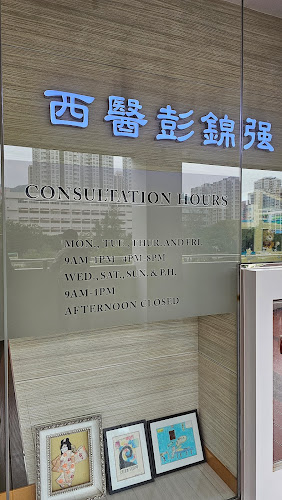 西醫彭錦强
CONSULTATION HOURS
MON., TUE., THUR. AND FRI.
9AM-1PM 4PM-8PM
WED., SAT., SUN. & P.H.
9AM-1PM
AFTERNOON CLOSED